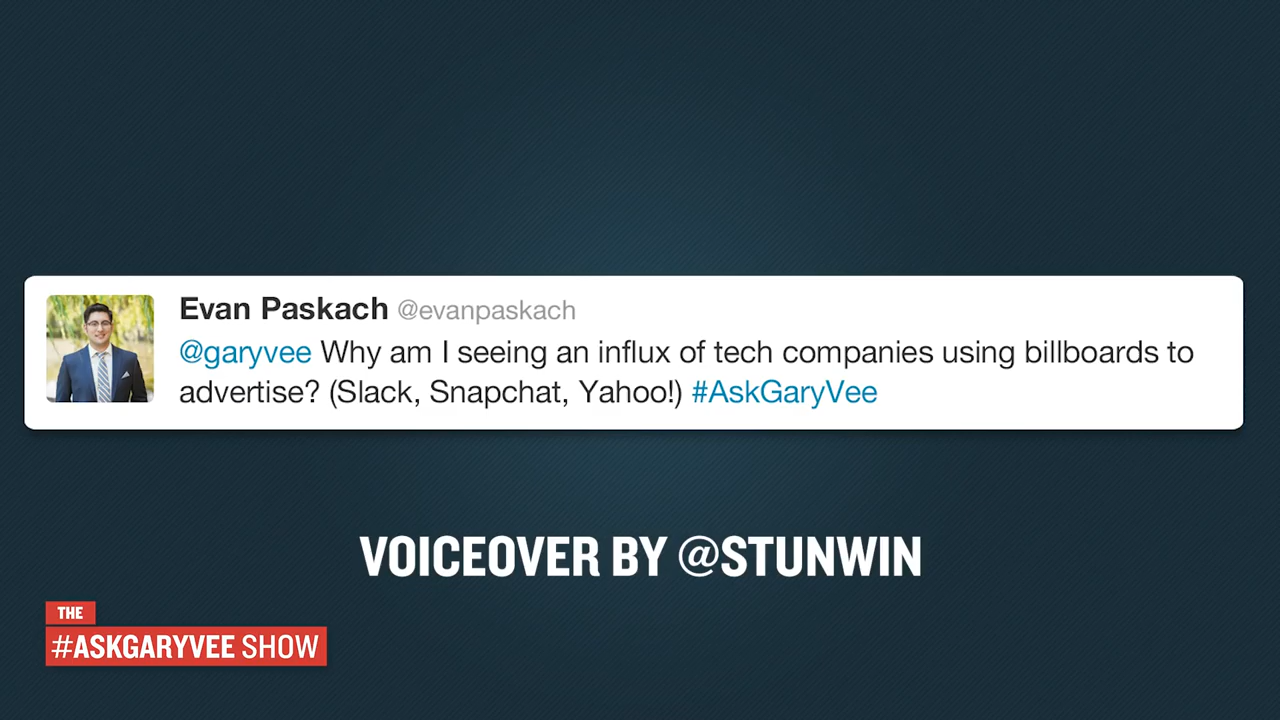 Evan Paskach @evanpaskach
@garyvee Why am I seeing an influx of tech companies using billboards to
advertise? (Slack, Snapchat, Yahoo!) #AskGaryVee
VOICEOVER BY @STUNWIN
THE
#ASKGARYVEE SHOW